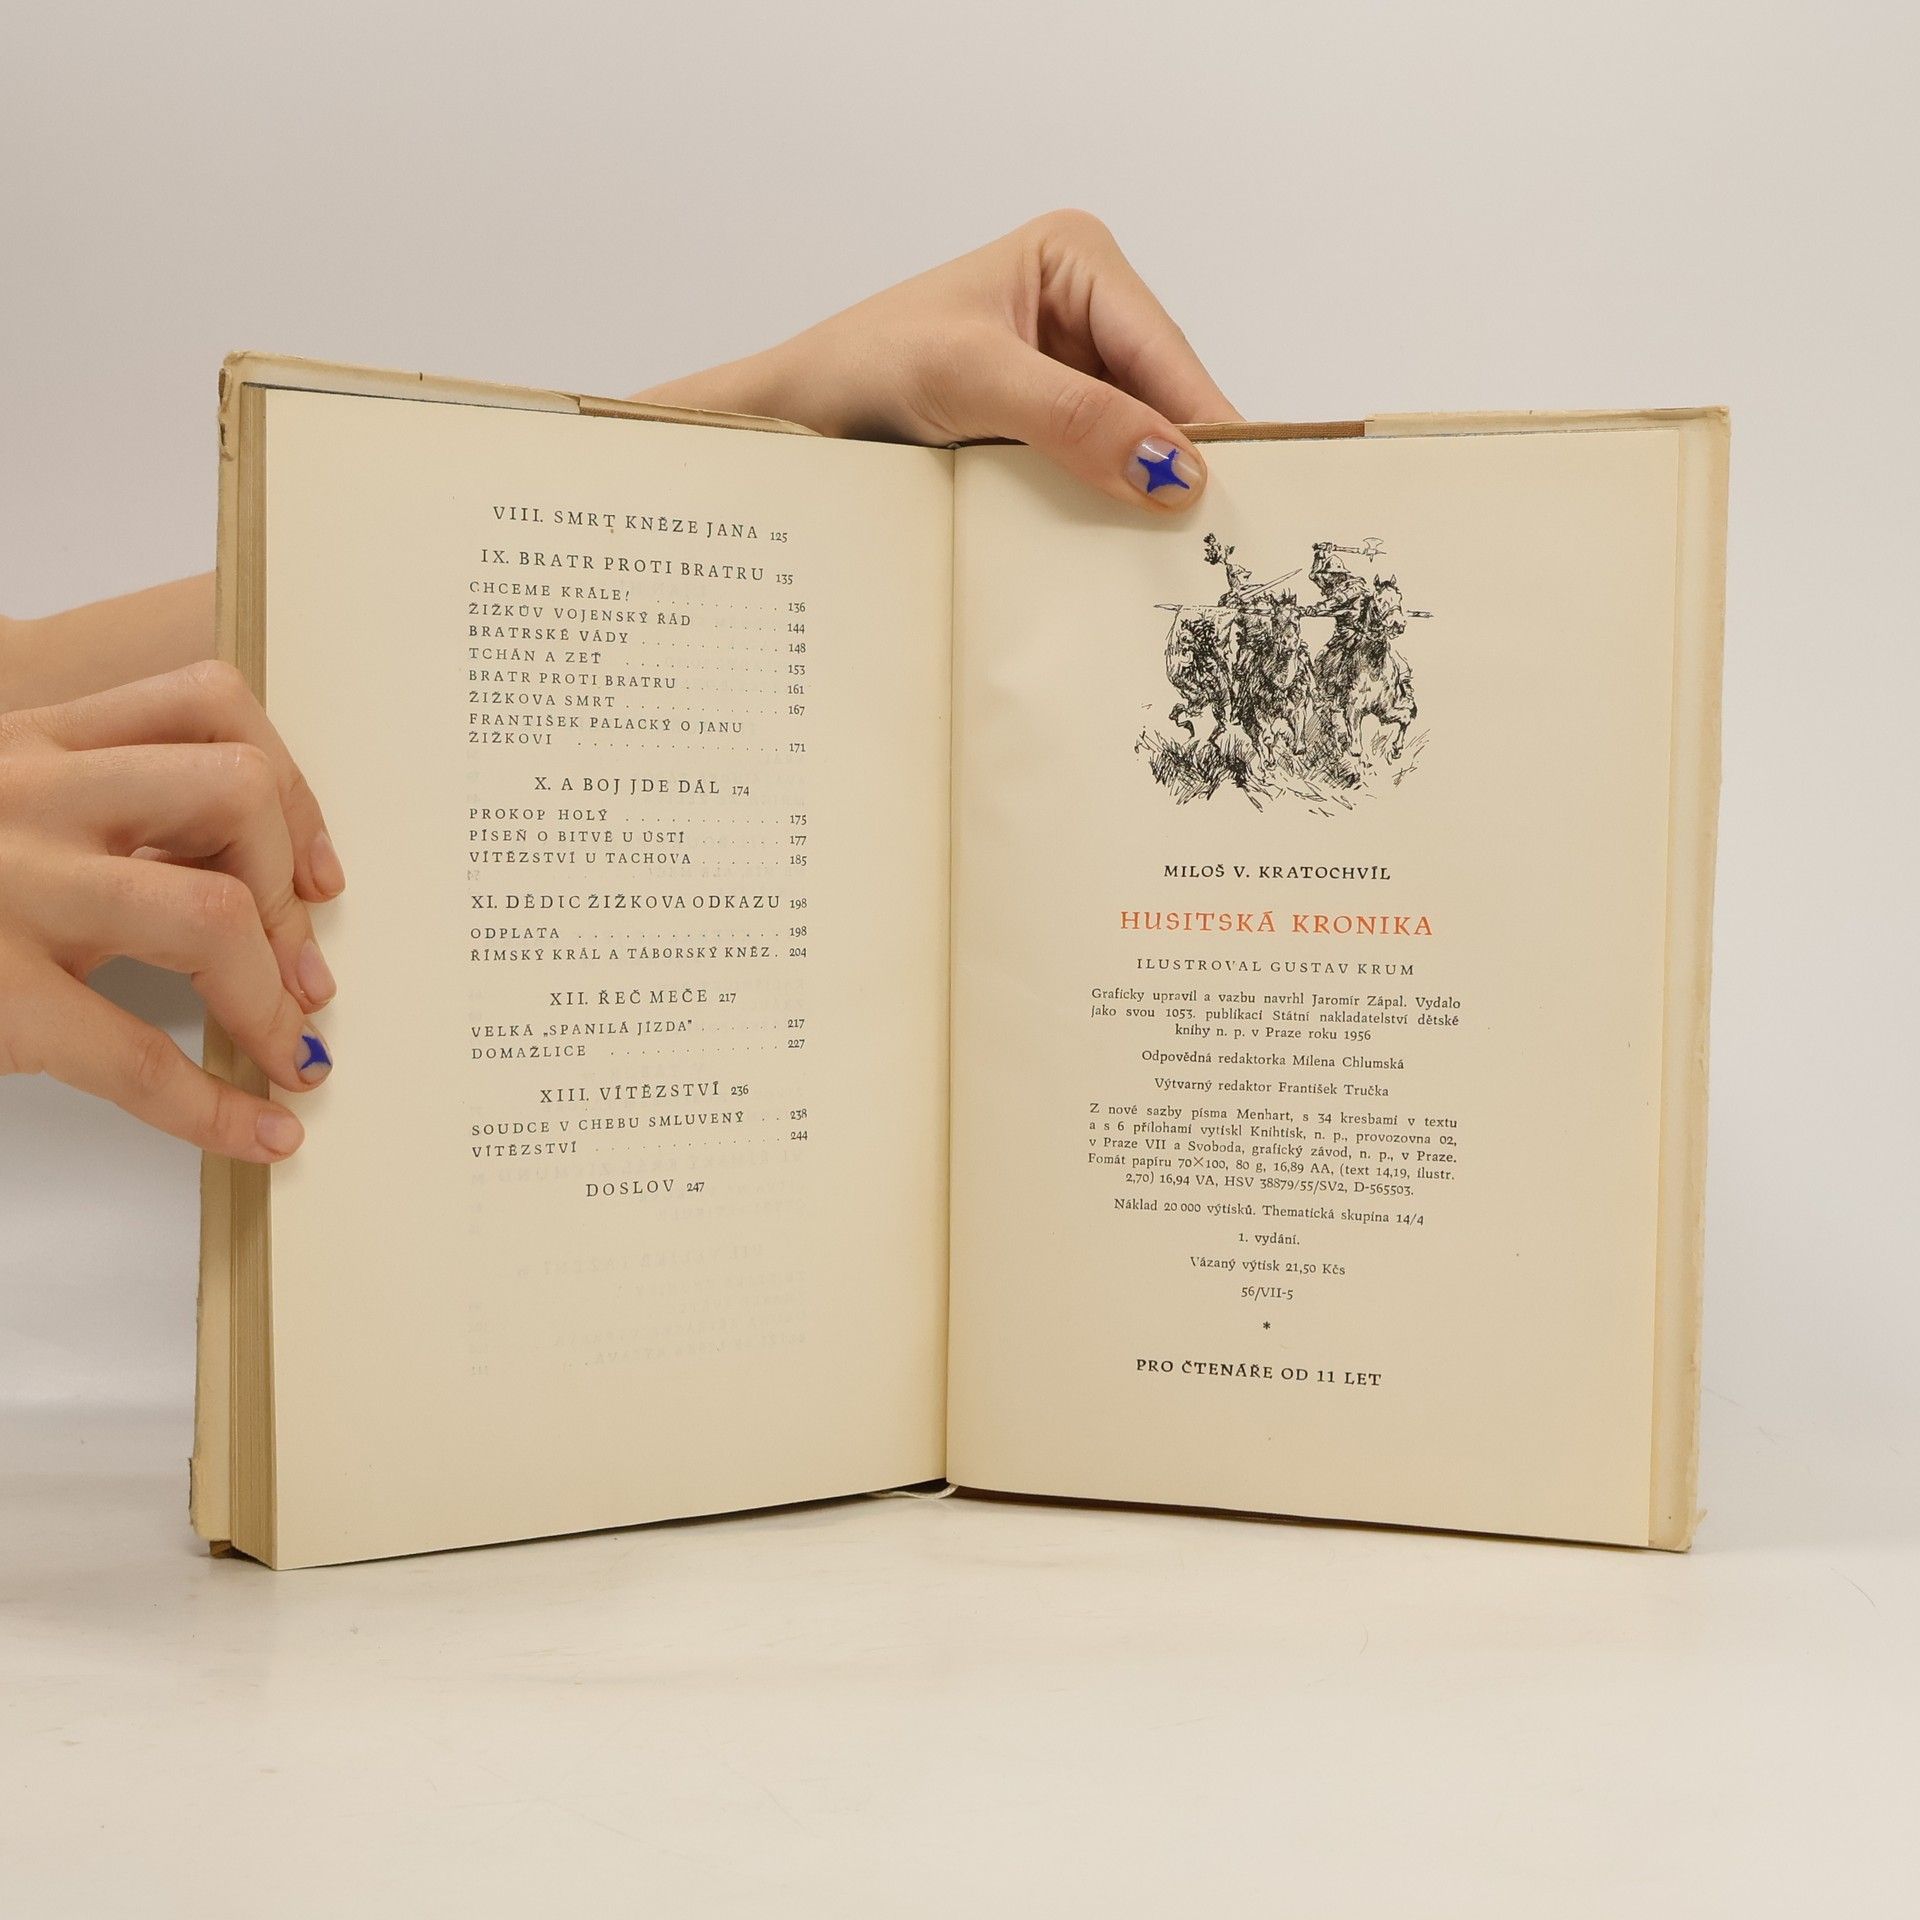 VIII. SMRT KNĚZE JANA 125
IX. BRATR PROTI BRATRU 135
CHCEME KRÁLE! . . . . . . . . . 136
ŽIŽKŮV VOJENSKÝ ŘÁD . . . . . 144
BRATRSKÉ VÁDY . . . . . . . . . 148
TCHÁN A ZEŤ . . . . . . . . . . 153
BRATR PROTI BRATRU . . . . . . 161
ŽIŽKOVA SMRT . . . . . . . . . . 167
FRANTIŠEK PALACKÝ O JANU
ŽIŽKOVI . . . . . . . . . . . . . 171
X. A BOJ JDE DÁL 174
PROKOP HOLÝ . . . . . . . . . . 175
PÍSEŇ O BITVĚ U ÚSTÍ . . . . . . 177
VÍTĚZSTVÍ U TACHOVA . . . . . . 185
XI. DĚDIC ŽIŽKOVA ODKAZU 198
ODPLATA . . . . . . . . . . . . . 198
ŘÍMSKÝ KRÁL A TÁBORSKÝ KNĚZ . 204
XII. ŘEČ MEČE 217
VELKÁ „SPANILÁ JÍZDA" . . . . . . 217
DOMAŽLICE . . . . . . . . . . . 227
XIII. VÍTĚZSTVÍ 236
SOUDCE V CHEBU SMLUVENÝ . . 238
VÍTĚZSTVÍ . . . . . . . . . . . . 244
DOSLOV 247
MILOŠ V. KRATOCHVÍL
HUSITSKÁ KRONIKA
ILUSTROVAL GUSTAV KRUM
Graficky upravil a vazbu navrhl Jaromír Zápal. Vydalo
jako svou 1053. publikaci Státní nakladatelství dětské
knihy n. p. v Praze roku 1956
Odpovědná redaktorka Milena Chlumská
Výtvarný redaktor František Tručka
Z nové sazby písma Menhart, s 34 kresbami v textu
a s 6 přílohami vytiskl Knihtisk, n. p., provozovna 02,
v Praze VII a Svoboda, grafický závod, n. p., v Praze.
Fomát papíru 70×100, 80 g, 16,89 AA, (text 14,19, ilustr.
2,70) 16,94 VA, HSV 38879/55/SV2, D-565503.
Náklad 20 000 výtisků. Thematická skupina 14/4
1. vydání.
Vázaný výtisk 21,50 Kčs
56/VII-5
*
PRO ČTENÁŘE OD 11 LET